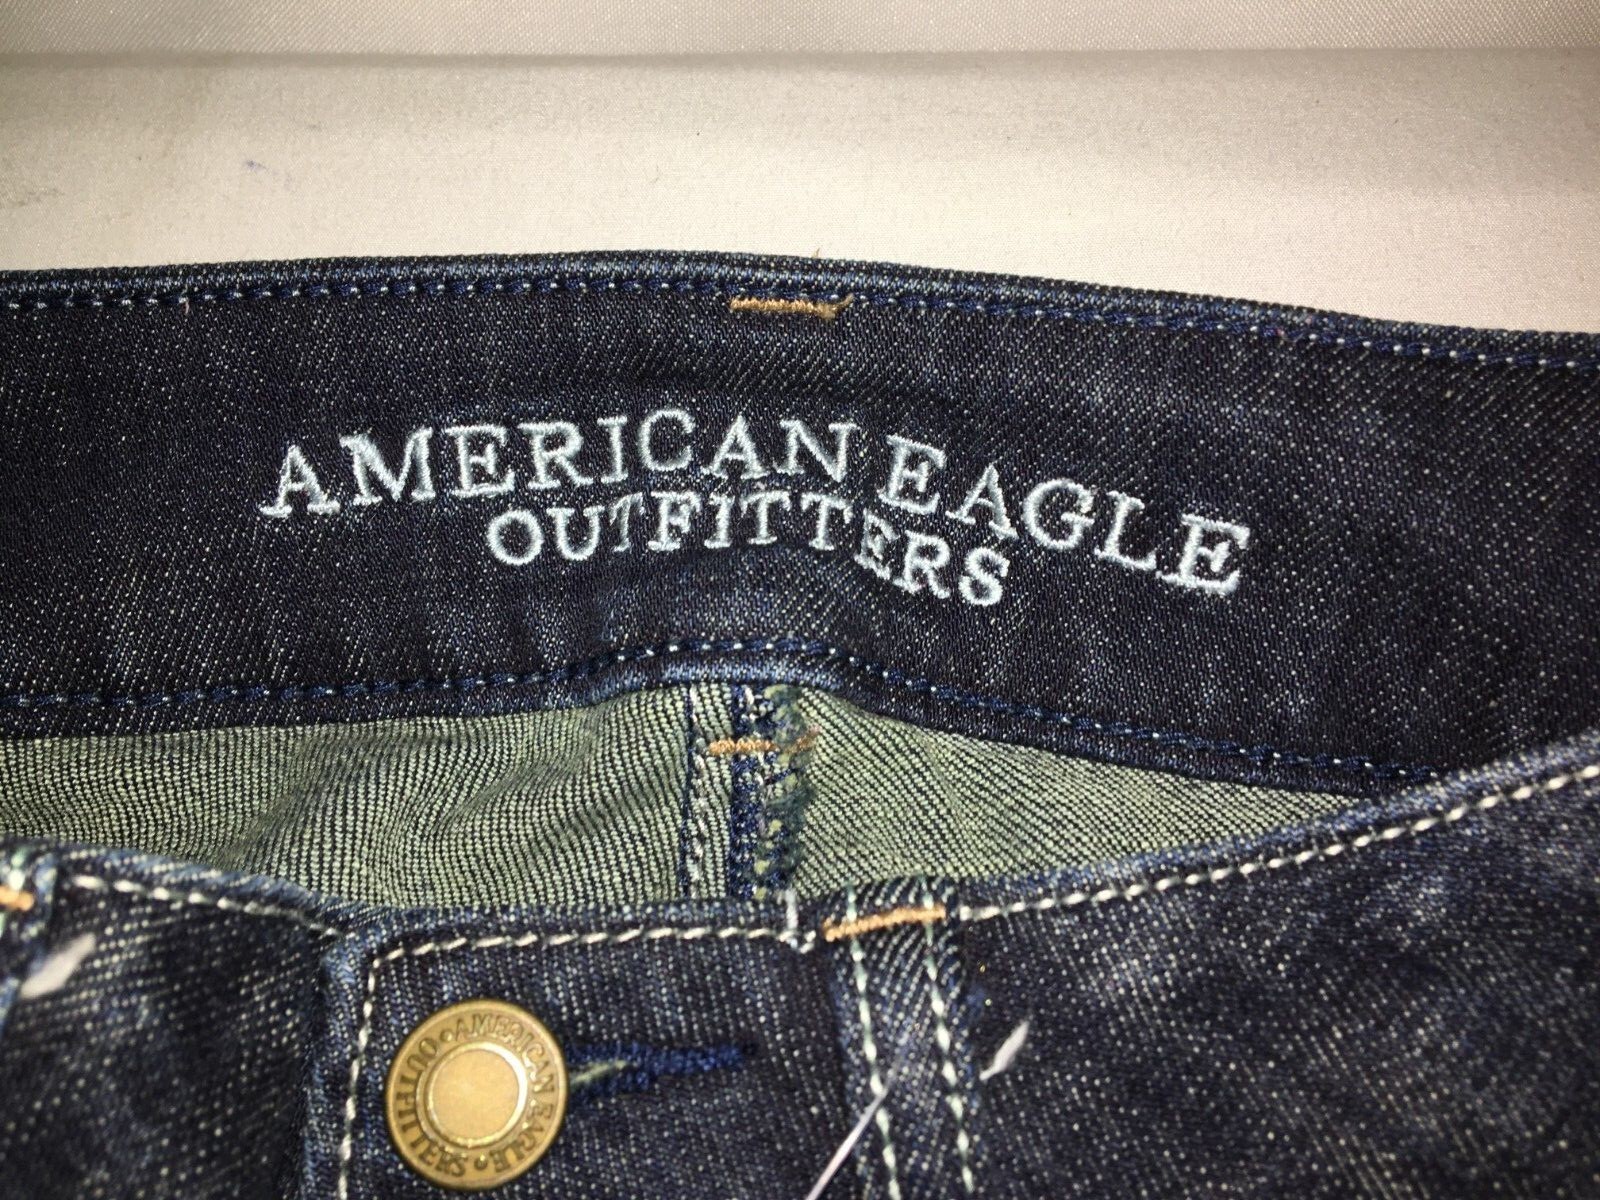 AMERICAN EAGLE
OUTFITTERS
AMERICAN EAGLE • OUTFITTERS •